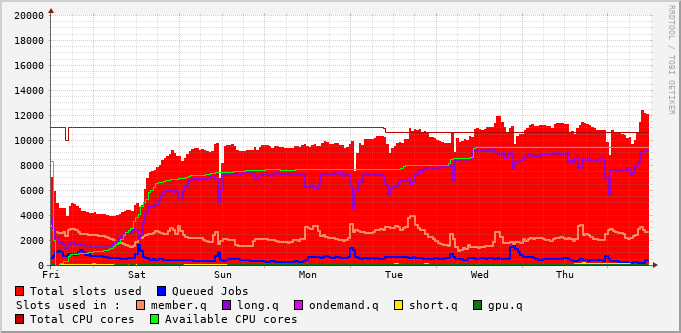 RRDTOOL / TOBI OETIKER
20000
18000
16000
14000
12000
10000
8000
6000
4000
2000
0
Fri Sat Sun Mon Tue Wed Thu
Total slots used Queued Jobs
Slots used in : member.q long.q ondemand.q short.q gpu.q
Total CPU cores Available CPU cores